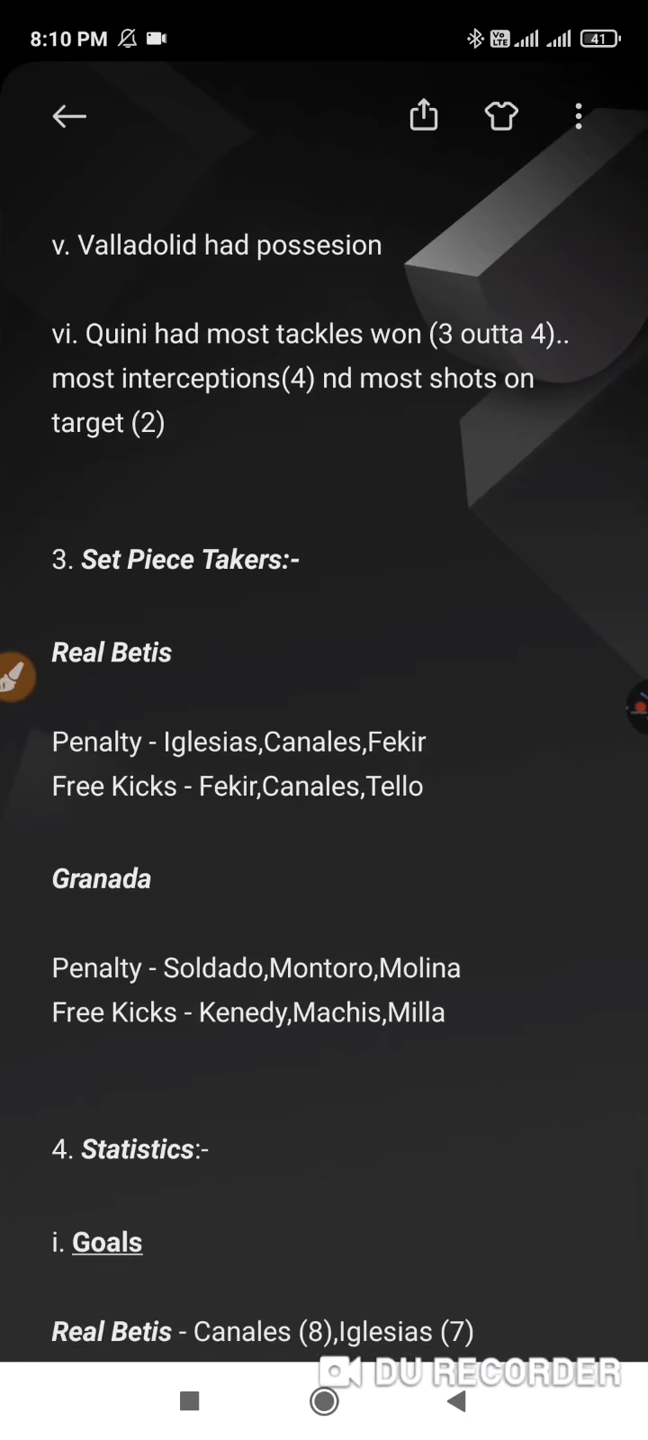 8:10 PM
Vo
LTE
41
v. Valladolid had possesion
vi. Quini had most tackles won (3 outta 4)..
most interceptions(4) nd most shots on
target (2)
3. Set Piece Takers:-
Real Betis
Penalty - Iglesias,Canales,Fekir
Free Kicks - Fekir,Canales,Tello
Granada
Penalty - Soldado,Montoro,Molina
Free Kicks - Kenedy,Machis,Milla
4. Statistics:-
i. Goals
Real Betis - Canales (8),Iglesias (7)
DU RECORDER